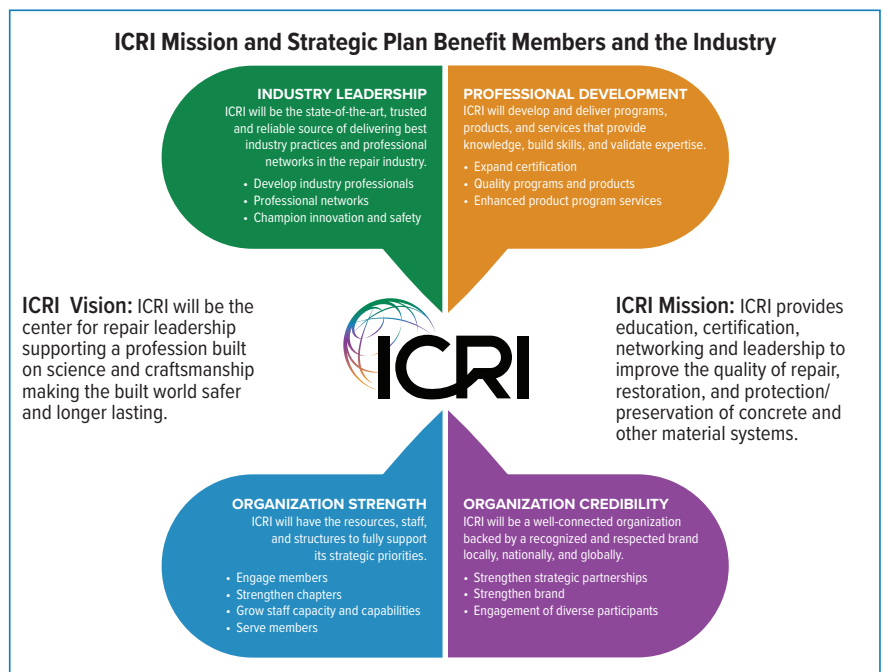 ICRI Mission and Strategic Plan Benefit Members and the Industry
INDUSTRY LEADERSHIP
ICRI will be the state-of-the-art, trusted
and reliable source of delivering best
industry practices and professional
networks in the repair industry.
• Develop industry professionals
• Professional networks
• Champion innovation and safety
PROFESSIONAL DEVELOPMENT
ICRI will develop and deliver programs,
products, and services that provide
knowledge, build skills, and validate expertise.
• Expand certification
• Quality programs and products
• Enhanced product program services
ICRI Vision: ICRI will be the
center for repair leadership
supporting a profession built
on science and craftsmanship
making the built world safer
and longer lasting.
ICRI
ICRI Mission: ICRI provides
education, certification,
networking and leadership to
improve the quality of repair,
restoration, and protection/
preservation of concrete and
other material systems.
ORGANIZATION STRENGTH
ICRI will have the resources, staff,
and structures to fully support
its strategic priorities.
• Engage members
• Strengthen chapters
• Grow staff capacity and capabilities
• Serve members
ORGANIZATION CREDIBILITY
ICRI will be a well-connected organization
backed by a recognized and respected brand
locally, nationally, and globally.
• Strengthen strategic partnerships
• Strengthen brand
• Engagement of diverse participants